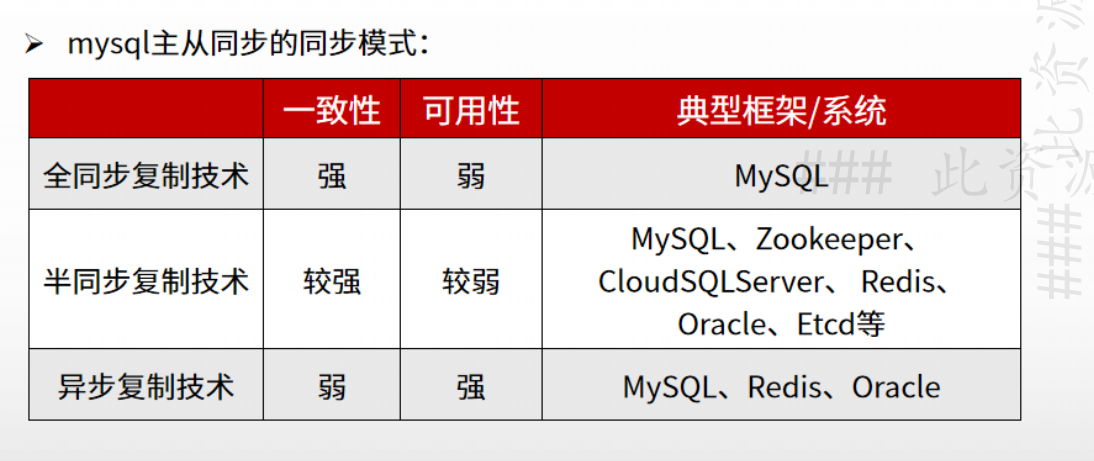 ➢ mysql主从同步的同步模式：
一致性 可用性 典型框架/系统
全同步复制技术 强 弱 MySQL
半同步复制技术 较强 较弱 MySQL、Zookeeper、
CloudSQLServer、 Redis、
Oracle、Etcd等
异步复制技术 弱 强 MySQL、Redis、Oracle
### 此资源
### 此资源